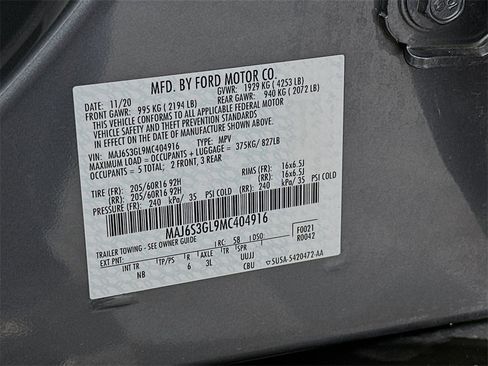 MFD. BY FORD MOTOR CO.
DATE: 11/20 GVWR: 1929 KG ( 4253 LB)
FRONT GAWR: 995 KG ( 2194 LB) REAR GAWR: 940 KG ( 2072 LB)
THIS VEHICLE CONFORMS TO ALL APPLICABLE FEDERAL MOTOR
VEHICLE SAFETY AND THEFT PREVENTION STANDARDS
IN EFFECT ON THE DATE OF MANUFACTURE SHOWN ABOVE.
VIN: MAJ6S3GL9MC404916 TYPE: MPV
MAXIMUM LOAD = OCCUPANTS + LUGGAGE = 375KG/ 827LB
OCCUPANTS = 5 TOTAL; 2 FRONT, 3 REAR
TIRE (FR): 205/60R16 92H RIMS (FR): 16x6.5J
(RR): 205/60R16 92H (RR): 16x6.5J
PRESSURE (FR): 240 kPa/ 35 PSI COLD (RR): 240 kPa/ 35 PSI COLD
MAJ6S3GL9MC404916
TRAILER TOWING - SEE OWNER GUIDE F0021
EXT PNT: RC: 58 DSO: R0042
INT TR TP/PS R AXLE TR SPR UUJJ
NB 6 3L CBU SU5A-5420472-AA